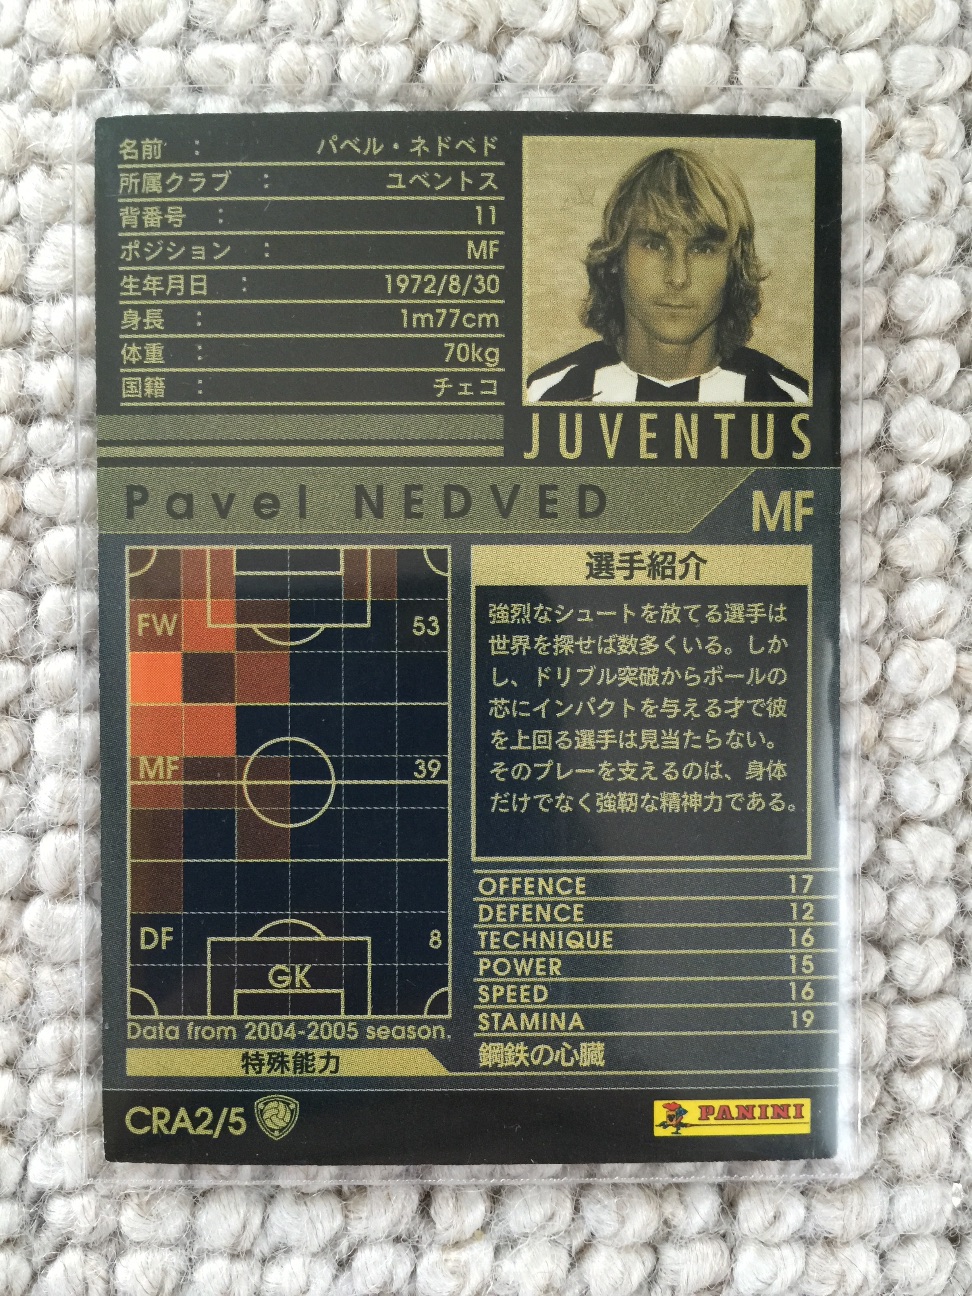 名前 : パベル・ネドベド
所属クラブ : ユベントス
背番号 : 11
ポジション : MF
生年月日 : 1972/8/30
身長 : 1m77cm
体重 : 70kg
国籍 : チェコ
JUVENTUS
Pavel NEDVED
MF
FW 53
MF 39
DF 8
GK
Data from 2004-2005 season.
選手紹介
強烈なシュートを放てる選手は
世界を探せば数多くいる。しか
し、ドリブル突破からボールの
芯にインパクトを与える才で彼
を上回る選手は見当たらない。
そのプレーを支えるのは、身体
だけでなく強靭な精神力である。
OFFENCE 17
DEFENCE 12
TECHNIQUE 16
POWER 15
SPEED 16
STAMINA 19
特殊能力 鋼鉄の心臓
CRA2/5
PANINI